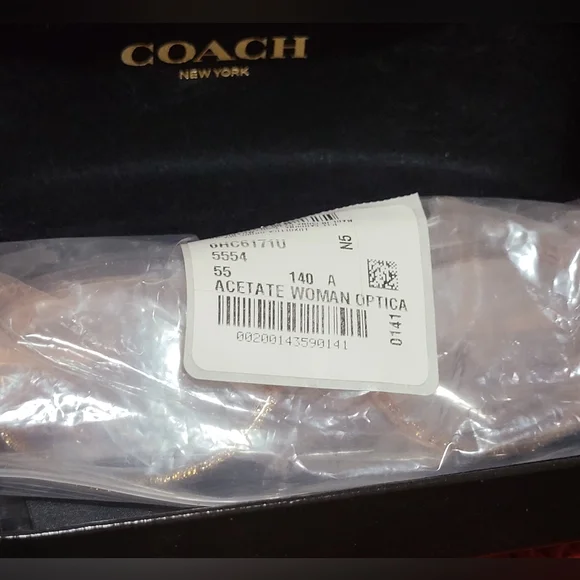 COACH
NEW YORK
0HC6171U
N5
5554
55 140 A
ACETATE WOMAN OPTICA
00200143590141
0141